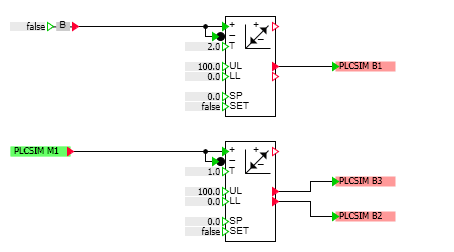 false B +
−
2.0 T + −
100.0 UL PLCSIM B1
0.0 LL
0.0 SP
false SET
PLCSIM M1 +
−
1.0 T + −
100.0 UL PLCSIM B3
0.0 LL PLCSIM B2
0.0 SP
false SET